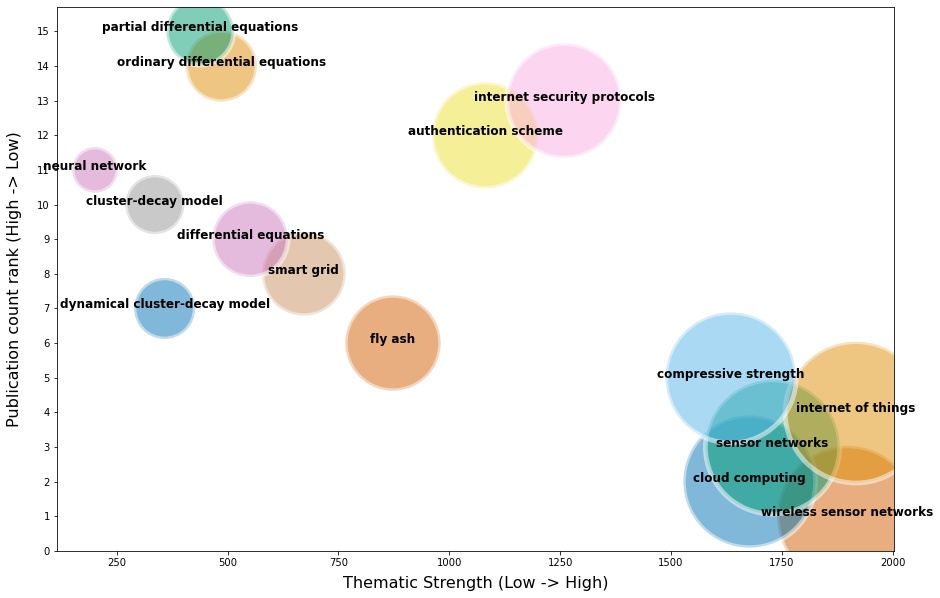 15
partial differential equations
14
ordinary differential equations
13
internet security protocols
12
authentication scheme
11
neural network
10
cluster-decay model
9
differential equations
8
smart grid
7
dynamical cluster-decay model
6
fly ash
5
compressive strength
4
internet of things
3
sensor networks
2
cloud computing
1
wireless sensor networks
0
Publication count rank (High -> Low)
250 500 750 1000 1250 1500 1750 2000
Thematic Strength (Low -> High)